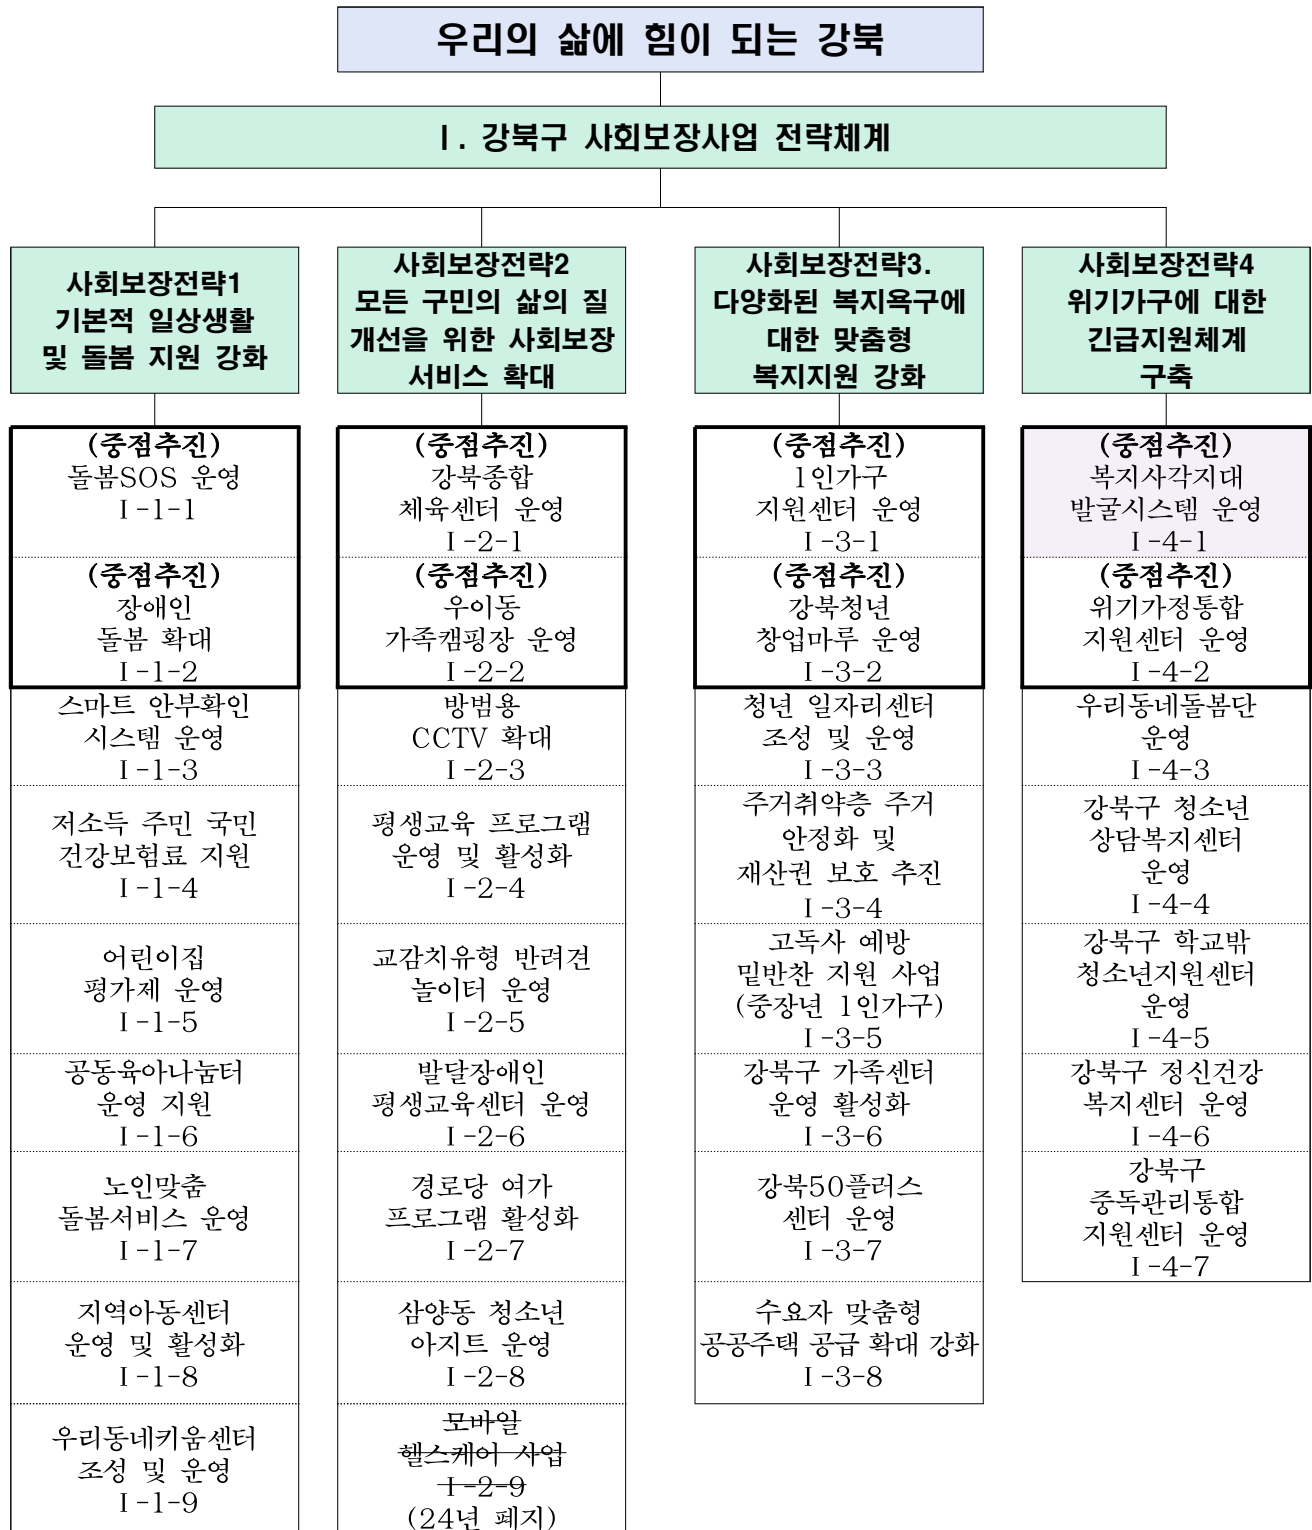 우리의 삶에 힘이 되는 강북
Ⅰ. 강북구 사회보장사업 전략체계
사회보장전략1
기본적 일상생활
및 돌봄 지원 강화
(중점추진)
돌봄SOS 운영
Ⅰ-1-1
(중점추진)
장애인
돌봄 확대
Ⅰ-1-2
스마트 안부확인
시스템 운영
Ⅰ-1-3
저소득 주민 국민
건강보험료 지원
Ⅰ-1-4
어린이집
평가제 운영
Ⅰ-1-5
공동육아나눔터
운영 지원
Ⅰ-1-6
노인맞춤
돌봄서비스 운영
Ⅰ-1-7
지역아동센터
운영 및 활성화
Ⅰ-1-8
우리동네키움센터
조성 및 운영
Ⅰ-1-9
사회보장전략2
모든 구민의 삶의 질
개선을 위한 사회보장
서비스 확대
(중점추진)
강북종합
체육센터 운영
Ⅰ-2-1
(중점추진)
우이동
가족캠핑장 운영
Ⅰ-2-2
방범용
CCTV 확대
Ⅰ-2-3
평생교육 프로그램
운영 및 활성화
Ⅰ-2-4
교감치유형 반려견
놀이터 운영
Ⅰ-2-5
발달장애인
평생교육센터 운영
Ⅰ-2-6
경로당 여가
프로그램 활성화
Ⅰ-2-7
삼양동 청소년
아지트 운영
Ⅰ-2-8
모바일
헬스케어 사업
Ⅰ-2-9
(24년 폐지)
사회보장전략3.
다양화된 복지욕구에
대한 맞춤형
복지지원 강화
(중점추진)
1인가구
지원센터 운영
Ⅰ-3-1
(중점추진)
강북청년
창업마루 운영
Ⅰ-3-2
청년 일자리센터
조성 및 운영
Ⅰ-3-3
주거취약층 주거
안정화 및
재산권 보호 추진
Ⅰ-3-4
고독사 예방
밑반찬 지원 사업
(중장년 1인가구)
Ⅰ-3-5
강북구 가족센터
운영 활성화
Ⅰ-3-6
강북50플러스
센터 운영
Ⅰ-3-7
수요자 맞춤형
공공주택 공급 확대 강화
Ⅰ-3-8
사회보장전략4
위기가구에 대한
긴급지원체계
구축
(중점추진)
복지사각지대
발굴시스템 운영
Ⅰ-4-1
(중점추진)
위기가정통합
지원센터 운영
Ⅰ-4-2
우리동네돌봄단
운영
Ⅰ-4-3
강북구 청소년
상담복지센터
운영
Ⅰ-4-4
강북구 학교밖
청소년지원센터
운영
Ⅰ-4-5
강북구 정신건강
복지센터 운영
Ⅰ-4-6
강북구
중독관리통합
지원센터 운영
Ⅰ-4-7